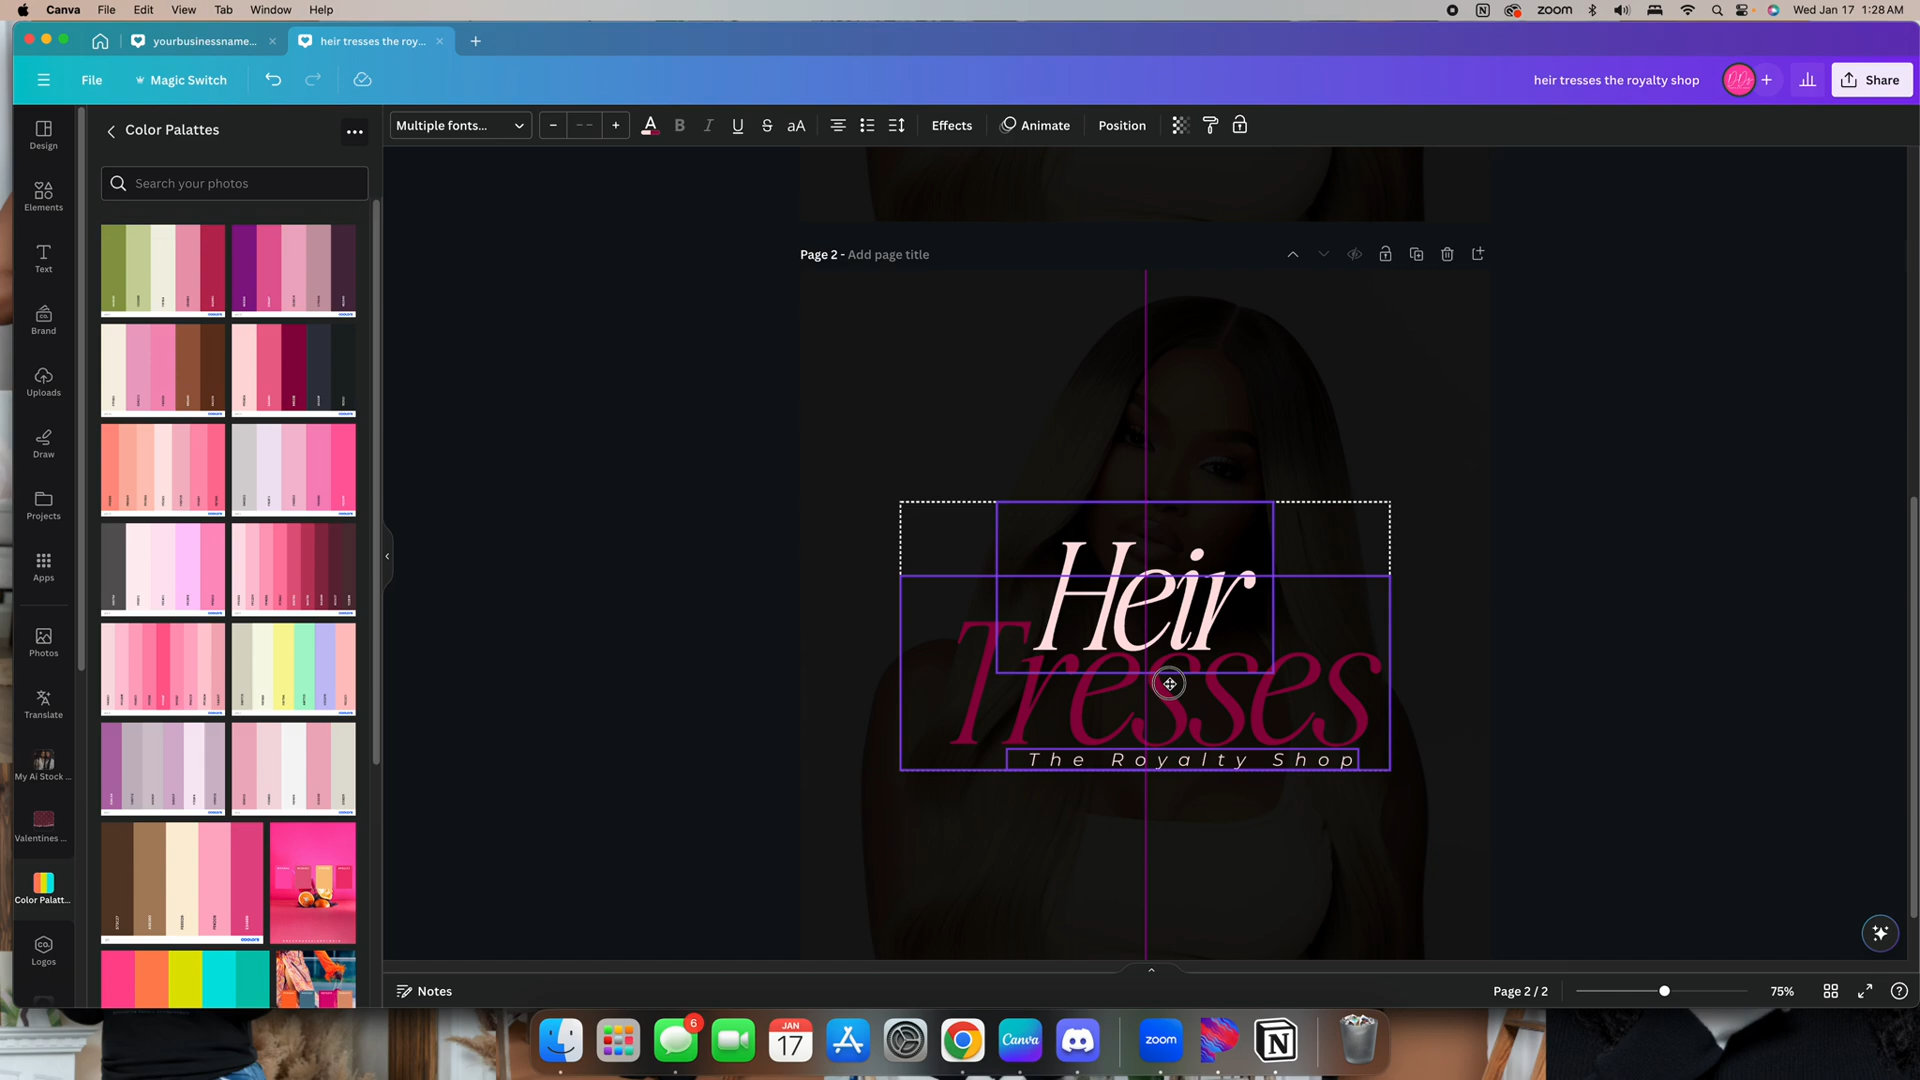 Canva File Edit View Tab Window Help
zoom Wed Jan 17 1:28 AM
yourbusinessname... heir tresses the roy...
File Magic Switch heir tresses the royalty shop Share
Color Palettes
Multiple fonts... aA Effects Animate Position
Search your photos
Design
Elements
Text
Brand
Uploads
Draw
Projects
Apps
Photos
Translate
My Ai Stock ...
Valentines ...
Color Palatt...
Logos
Page 2 - Add page title
Heir
Tresses
The Royalty Shop
Notes Page 2 / 2 75%
6
JAN
17
Canva
zoom